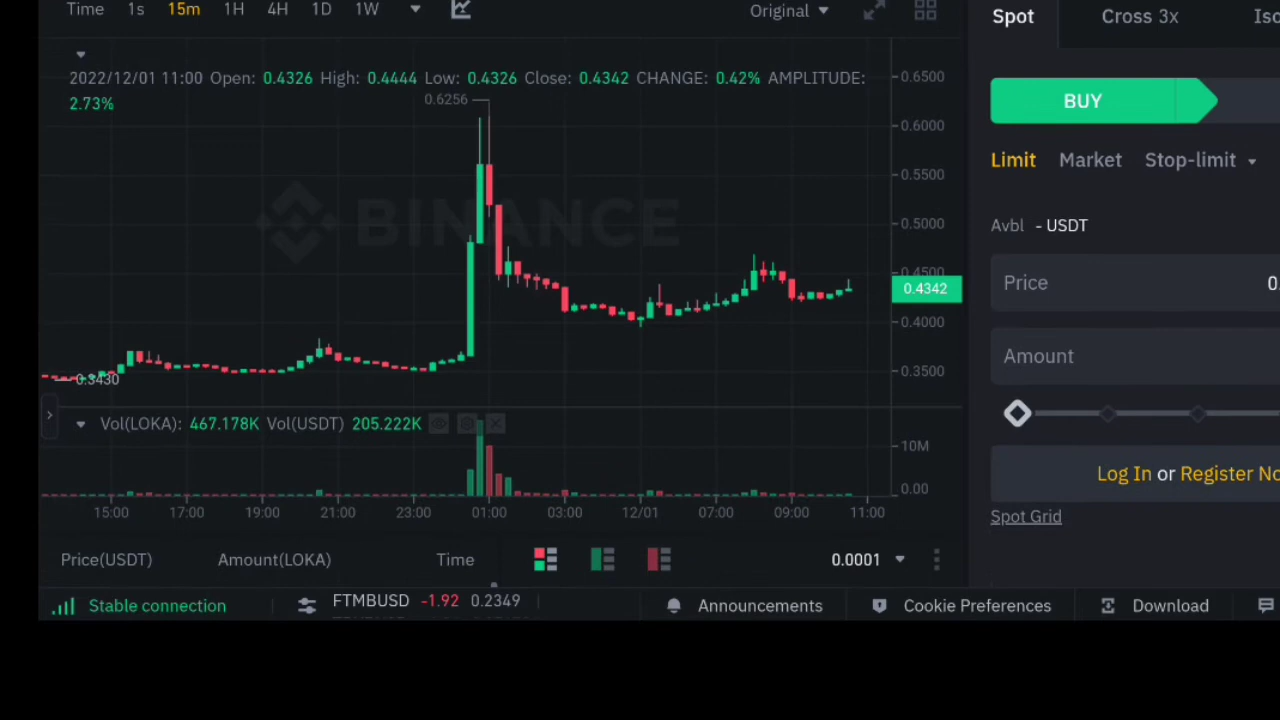 Time 1s 15m 1H 4H 1D 1W Original
Spot Cross 3x
2022/12/01 11:00 Open: 0.4326 High: 0.4444 Low: 0.4326 Close: 0.4342 CHANGE: 0.42% AMPLITUDE:
2.73%
0.6256
0.6500
0.6000
0.5500
0.5000
0.4500
0.4342
0.4000
0.3500
0.3430
BINANCE
Vol(LOKA): 467.178K Vol(USDT) 205.222K
10M
0.00
15:00 17:00 19:00 21:00 23:00 01:00 03:00 12/01 07:00 09:00 11:00
BUY
Limit Market Stop-limit
Avbl - USDT
Price 0.
Amount
Log In or Register No
Spot Grid
Price(USDT) Amount(LOKA) Time 0.0001
Stable connection FTMBUSD -1.92 0.2349 Announcements Cookie Preferences Download